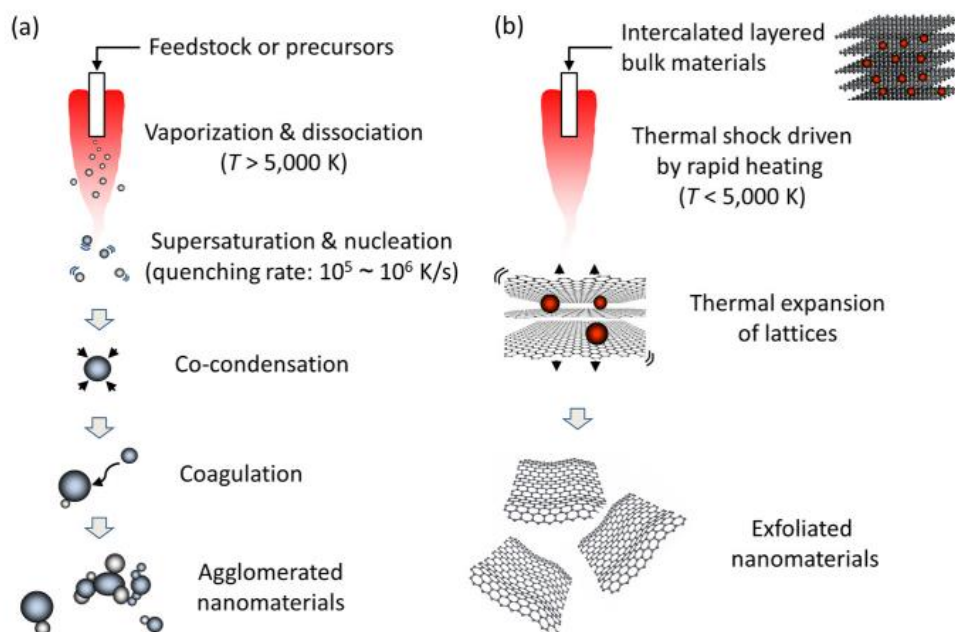 (a)
Feedstock or precursors
Vaporization & dissociation
(T > 5,000 K)
Supersaturation & nucleation
(quenching rate: 10⁵ ~ 10⁶ K/s)
Co-condensation
Coagulation
Agglomerated
nanomaterials
(b)
Intercalated layered
bulk materials
Thermal shock driven
by rapid heating
(T < 5,000 K)
Thermal expansion
of lattices
Exfoliated
nanomaterials